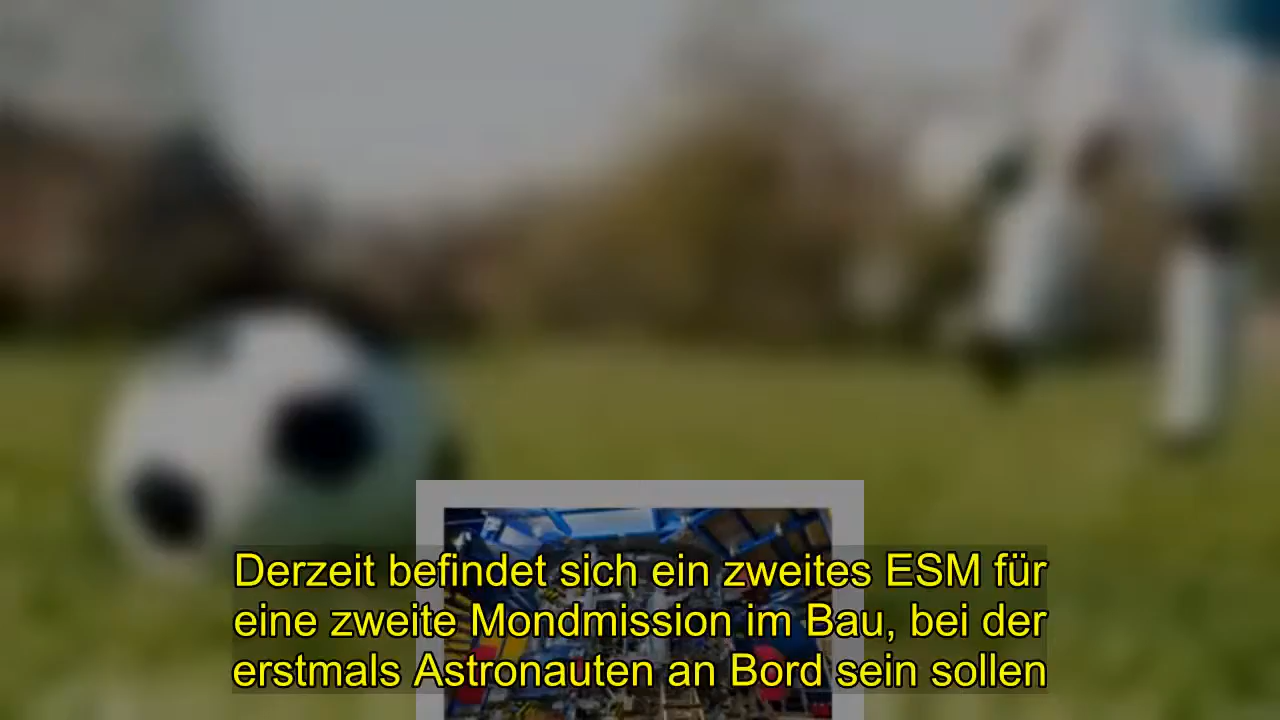 Derzeit befindet sich ein zweites ESM für
eine zweite Mondmission im Bau, bei der
erstmals Astronauten an Bord sein sollen